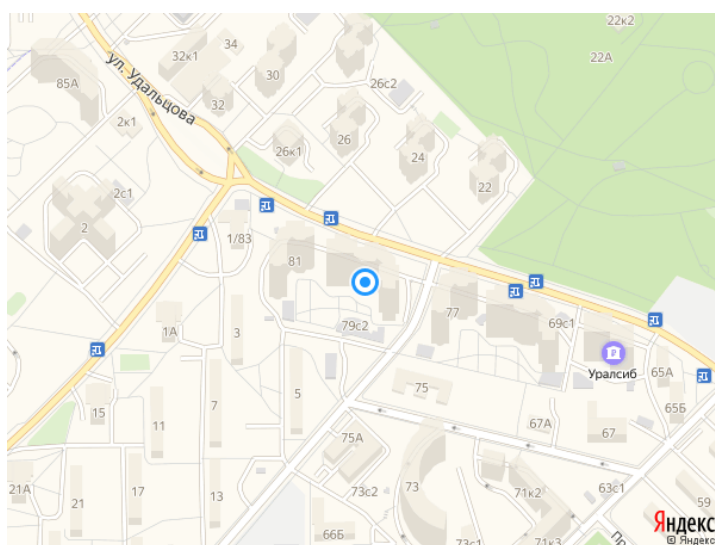 22к2
34
32к1
22А
30
85А
26с2
ул. Удальцова
32
2к1
26
26к1
24
22
2с1
2
1/83
81
77
79с2
69с1
1А
3
Уралсиб
65А
75
5
7
15
65Б
11
67А
67
75А
17
21А
63с1
73с2
73
21
13
71к2
59
Яндекс
66Б
71к3
© Яндекс